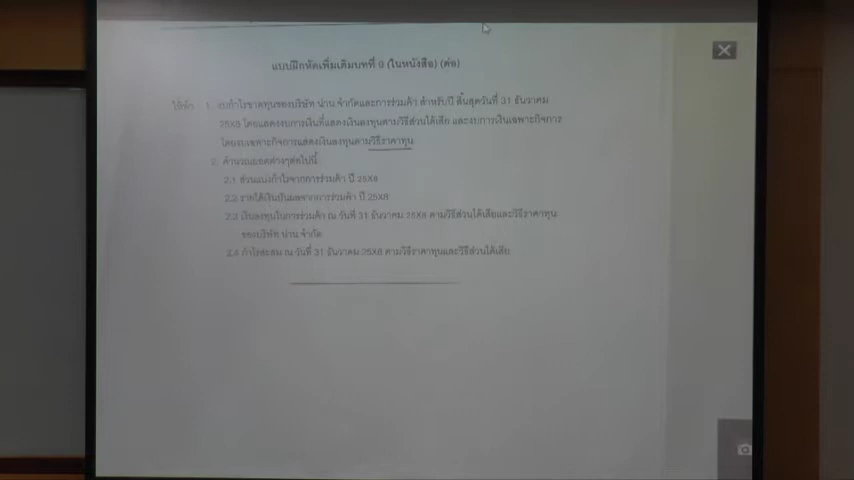 แบบฝึกหัดเพิ่มเติมบทที่ 9 (ในหนังสือ) (ต่อ)
ให้ทำ 1. งบกำไรขาดทุนของบริษัท น่าน จำกัดและการร่วมค้า สำหรับปี สิ้นสุดวันที่ 31 ธันวาคม
25X8 โดยแสดงงบการเงินที่แสดงเงินลงทุนตามวิธีส่วนได้เสีย และงบการเงินเฉพาะกิจการ
โดยงบเฉพาะกิจการแสดงเงินลงทุนตามวิธีราคาทุน
2. คำนวณยอดต่างๆต่อไปนี้
2.1 ส่วนแบ่งกำไรจากการร่วมค้า ปี 25X8
2.2 รายได้เงินปันผลจากการร่วมค้า ปี 25X8
2.3 เงินลงทุนในการร่วมค้า ณ วันที่ 31 ธันวาคม 25X8 ตามวิธีส่วนได้เสียและวิธีราคาทุน
ของบริษัท น่าน จำกัด
2.4 กำไรสะสม ณ วันที่ 31 ธันวาคม 25X8 ตามวิธีราคาทุนและวิธีส่วนได้เสีย